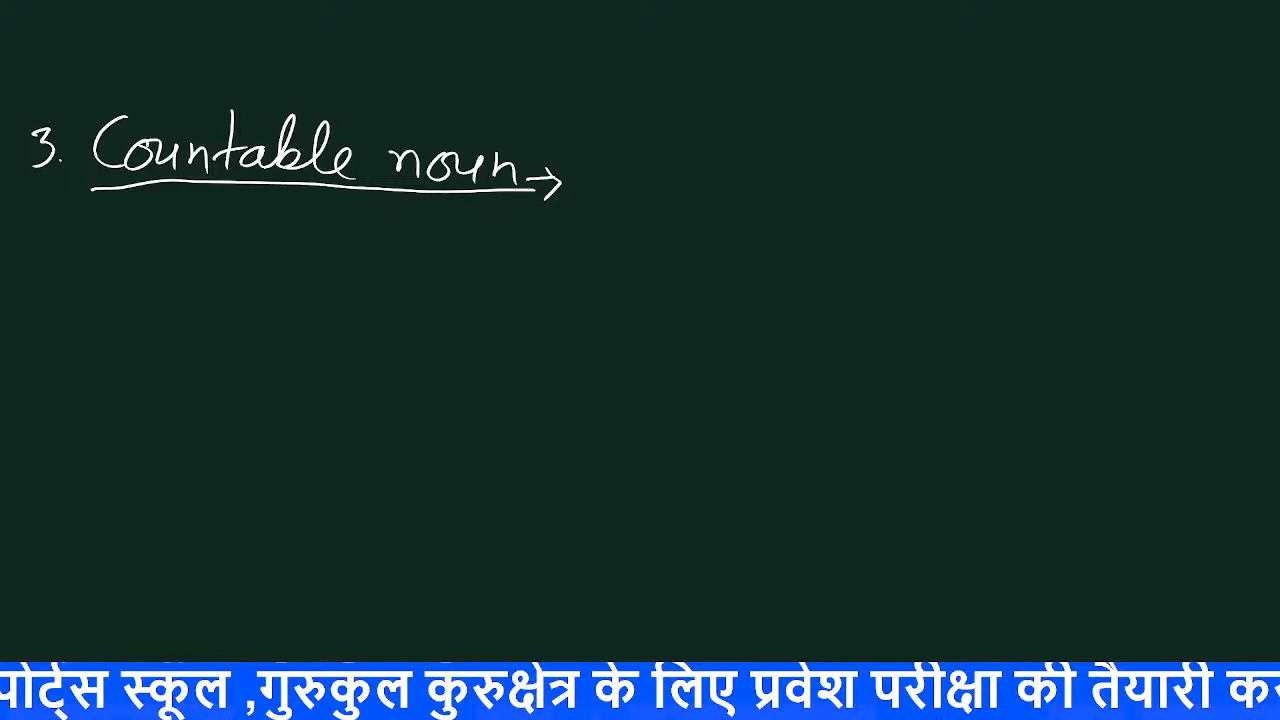 3. Countable noun →
पोर्ट्स स्कूल ,गुरुकुल कुरुक्षेत्र के लिए प्रवेश परीक्षा की तैयारी